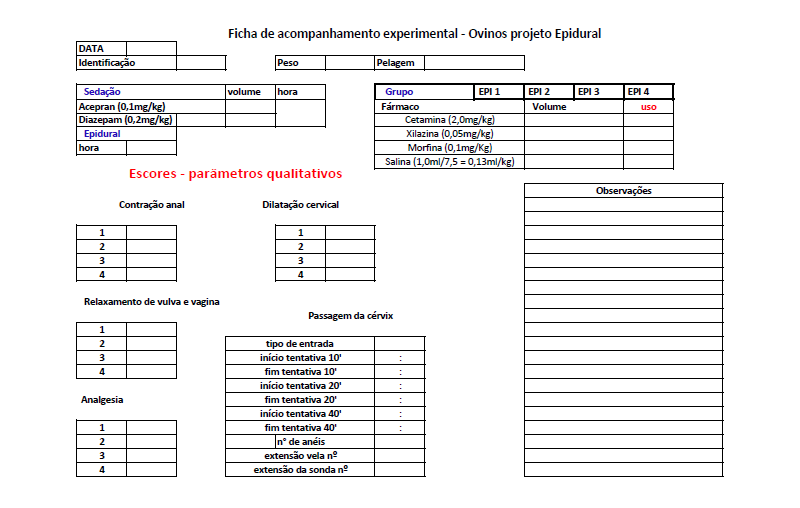 Ficha de acompanhamento experimental - Ovinos projeto Epidural
DATA
Identificação Peso Pelagem
Sedação volume hora
Acepran (0,1mg/kg)
Diazepam (0,2mg/kg)
Epidural
hora
Grupo EPI 1 EPI 2 EPI 3 EPI 4
Fármaco Volume uso
Cetamina (2,0mg/kg)
Xilazina (0,05mg/kg)
Morfina (0,1mg/Kg)
Salina (1,0ml/7,5 = 0,13ml/kg)
Escores - parâmetros qualitativos
Observações
Contração anal
1
2
3
4
Dilatação cervical
1
2
3
4
Relaxamento de vulva e vagina
1
2
3
4
Analgesia
1
2
3
4
Passagem da cérvix
tipo de entrada
início tentativa 10' :
fim tentativa 10' :
início tentativa 20' :
fim tentativa 20' :
início tentativa 40' :
fim tentativa 40' :
n° de anéis
extensão vela nº
extensão da sonda nº